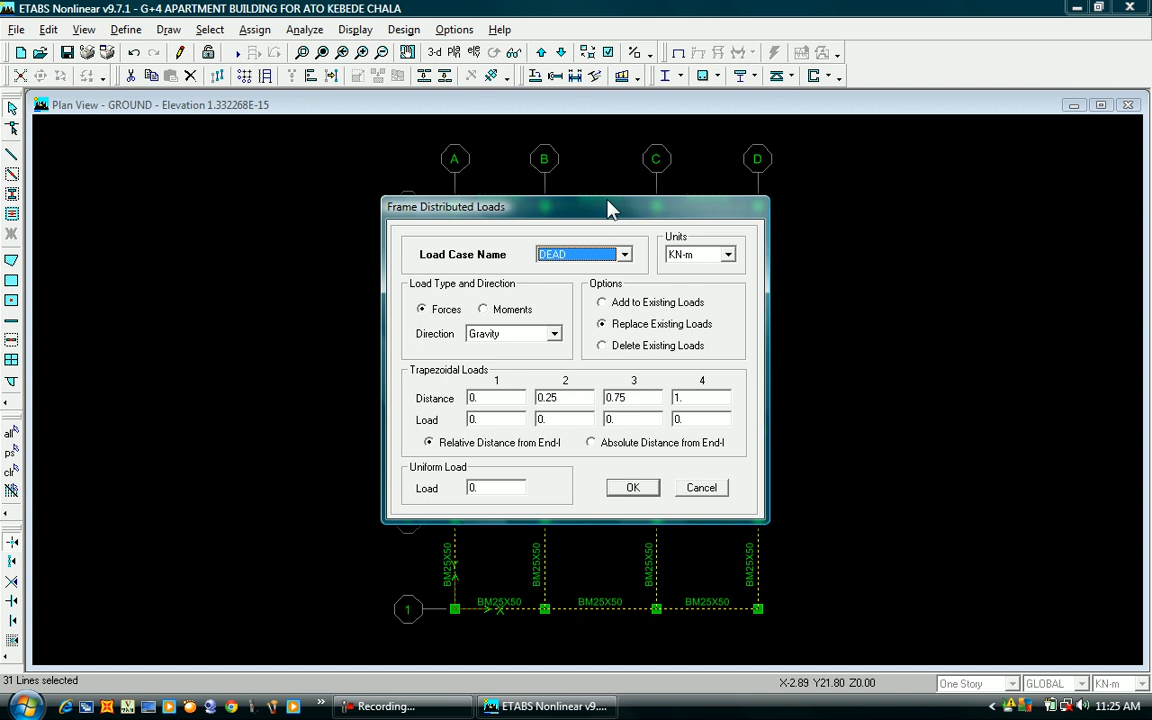 ETABS Nonlinear v9.7.1 - G+4 APARTMENT BUILDING FOR ATO KEBEDE CHALA
File Edit View Define Draw Select Assign Analyze Display Design Options Help
3-d
Plan View - GROUND - Elevation 1.332268E-15
A B C D
Frame Distributed Loads
Load Case Name DEAD
Units
KN-m
Load Type and Direction
Forces Moments
Direction Gravity
Options
Add to Existing Loads
Replace Existing Loads
Delete Existing Loads
Trapezoidal Loads
1 2 3 4
Distance 0. 0.25 0.75 1.
Load 0. 0. 0. 0.
Relative Distance from End-I Absolute Distance from End-I
Uniform Load
Load 0.
OK Cancel
all
ps
clr
BM25X50 BM25X50 BM25X50 BM25X50
BM25X50 BM25X50 BM25X50
1
X
31 Lines selected
X-2.89 Y21.80 Z0.00
One Story GLOBAL KN-m
Recording...
ETABS Nonlinear v9....
11:25 AM